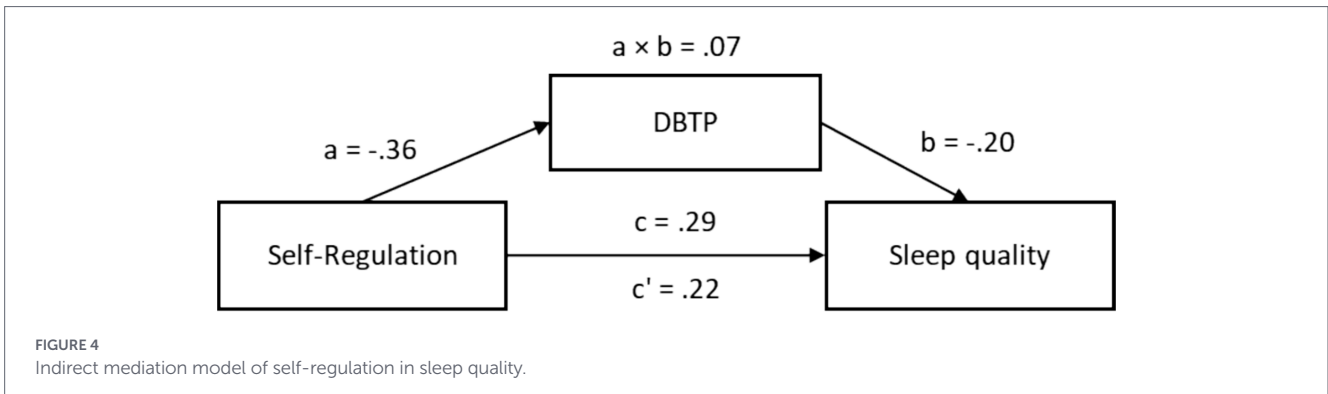 a × b = .07
DBTP
a = -.36
b = -.20
c = .29
Self-Regulation
Sleep quality
c' = .22
FIGURE 4
Indirect mediation model of self-regulation in sleep quality.